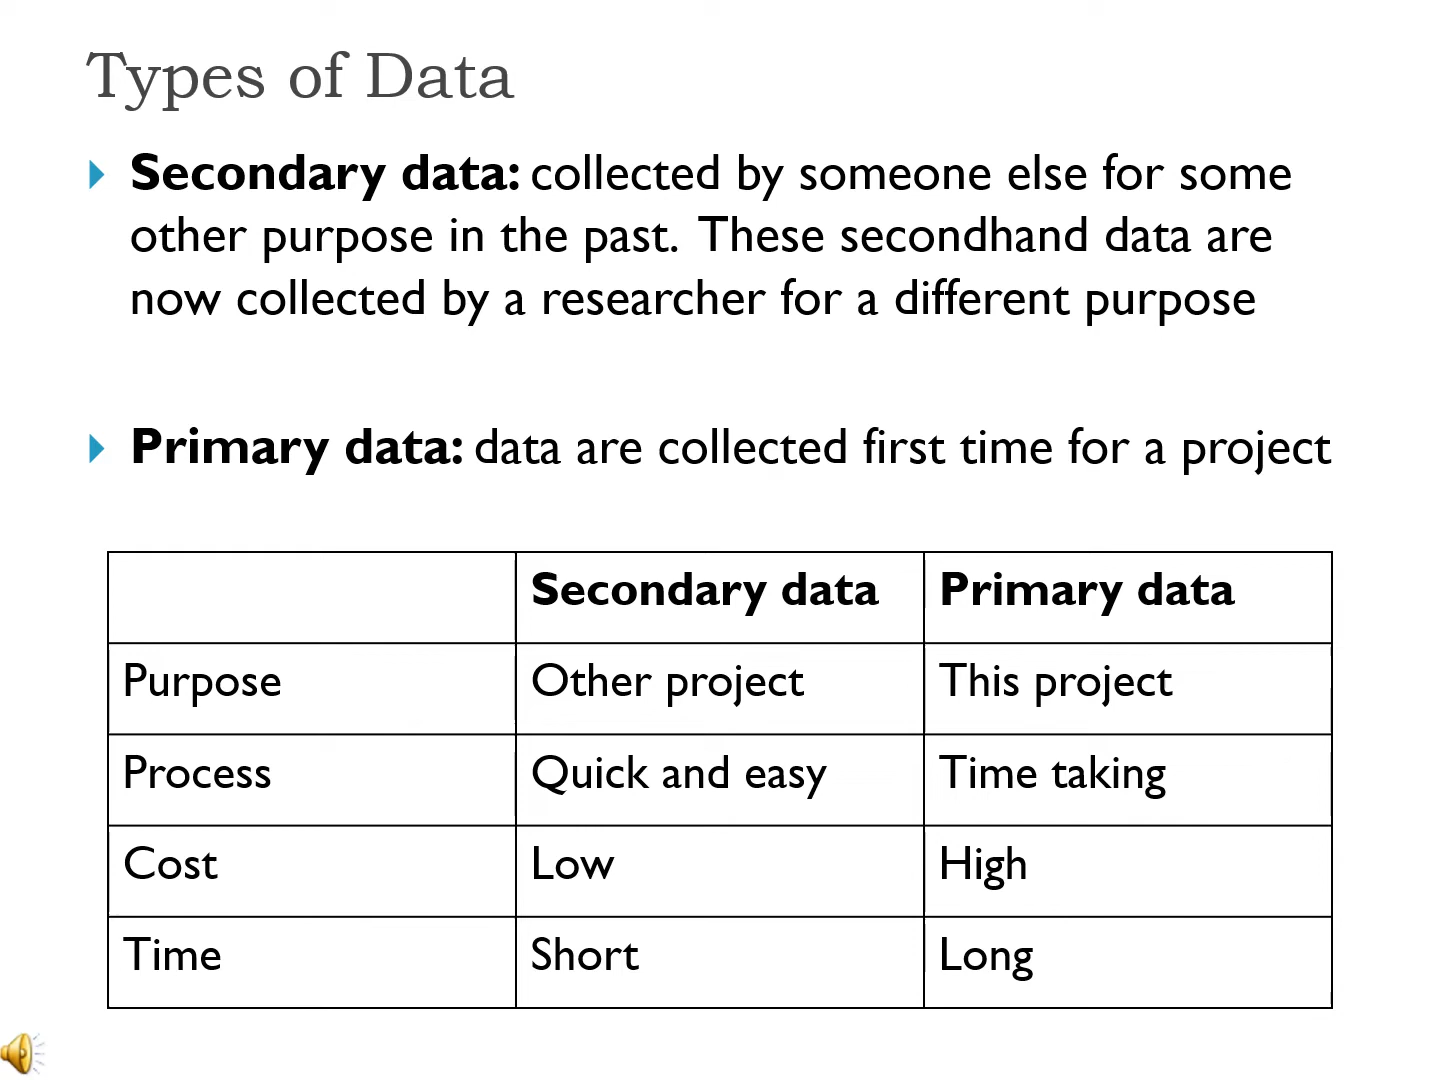 Types of Data
Secondary data: collected by someone else for some
other purpose in the past. These secondhand data are
now collected by a researcher for a different purpose
Primary data: data are collected first time for a project
Secondary data Primary data
Purpose Other project This project
Process Quick and easy Time taking
Cost Low High
Time Short Long